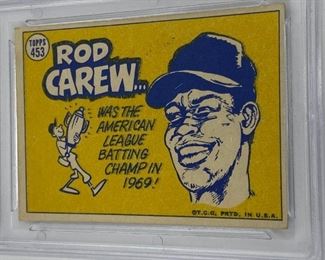 TOPPS
453
ROD
CAREW...
WAS THE
AMERICAN
LEAGUE
BATTING
CHAMP IN
1969!
©T.C.G. PRTD. IN U.S.A.